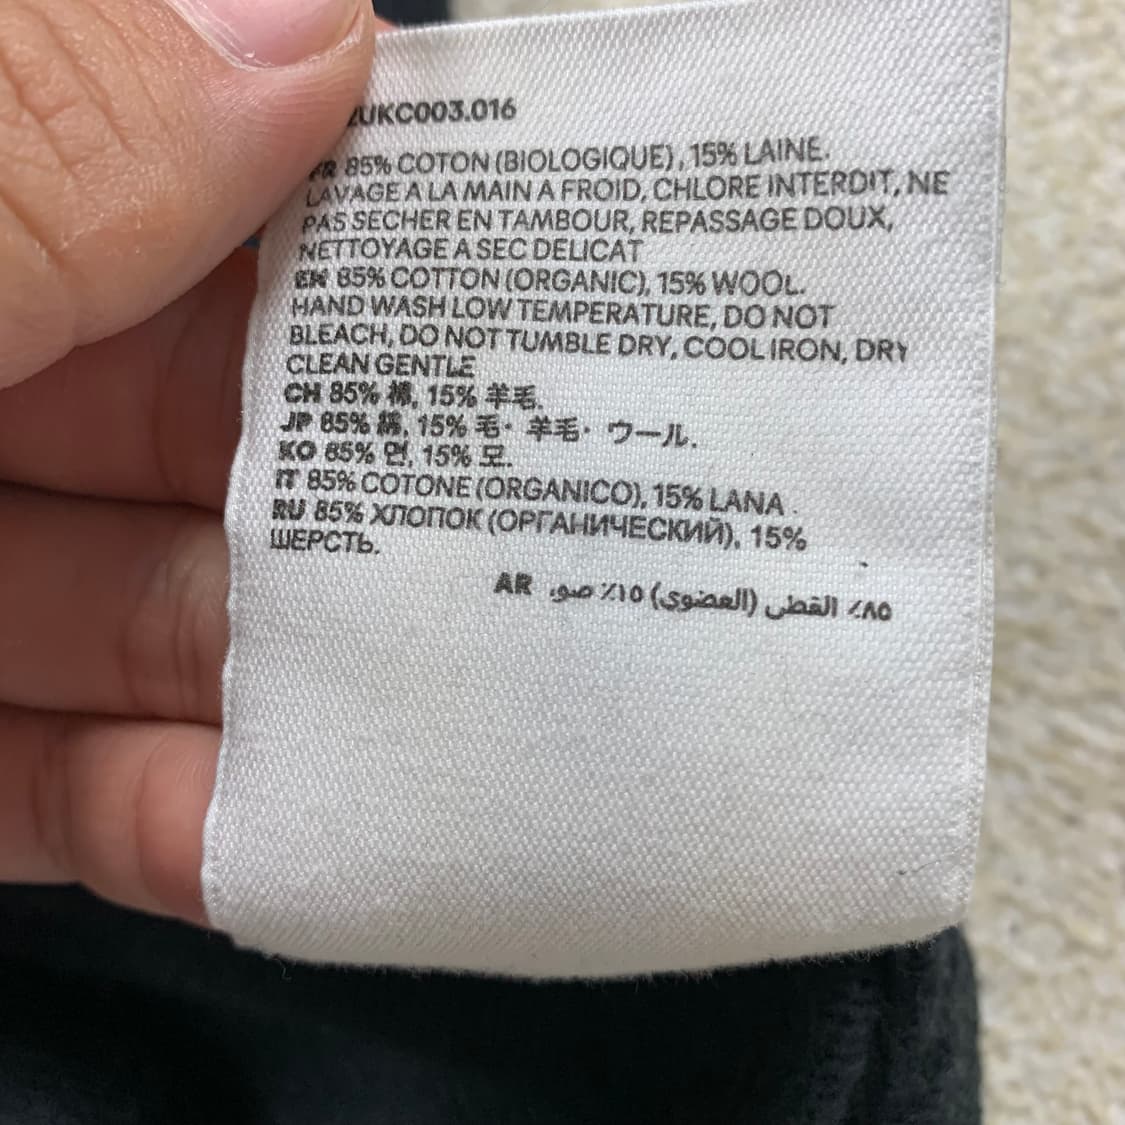 UKC003.016
FR 85% COTON (BIOLOGIQUE), 15% LAINE.
LAVAGE A LA MAIN A FROID, CHLORE INTERDIT, NE
PAS SECHER EN TAMBOUR, REPASSAGE DOUX,
NETTOYAGE A SEC DELICAT
EN 85% COTTON (ORGANIC), 15% WOOL.
HAND WASH LOW TEMPERATURE, DO NOT
BLEACH, DO NOT TUMBLE DRY, COOL IRON, DRY
CLEAN GENTLE
CH 85% 棉, 15% 羊毛.
JP 85% 綿, 15% 毛· 羊毛· ウール.
KO 85% 면, 15% 모.
IT 85% COTONE (ORGANICO), 15% LANA .
RU 85% ХЛОПОК (ОРГАНИЧЕСКИЙ), 15%
ШЕРСТЬ.
AR ٨٥٪ القطن (العضوي) ١٥٪ صو.